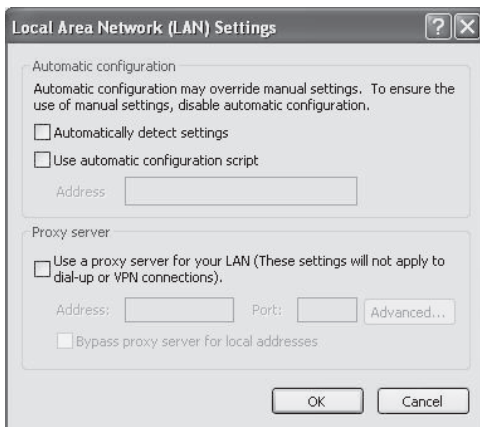 Local Area Network (LAN) Settings
Automatic configuration
Automatic configuration may override manual settings. To ensure the
use of manual settings, disable automatic configuration.
Automatically detect settings
Use automatic configuration script
Address
Proxy server
Use a proxy server for your LAN (These settings will not apply to
dial-up or VPN connections).
Address:
Port:
Advanced...
Bypass proxy server for local addresses
OK
Cancel